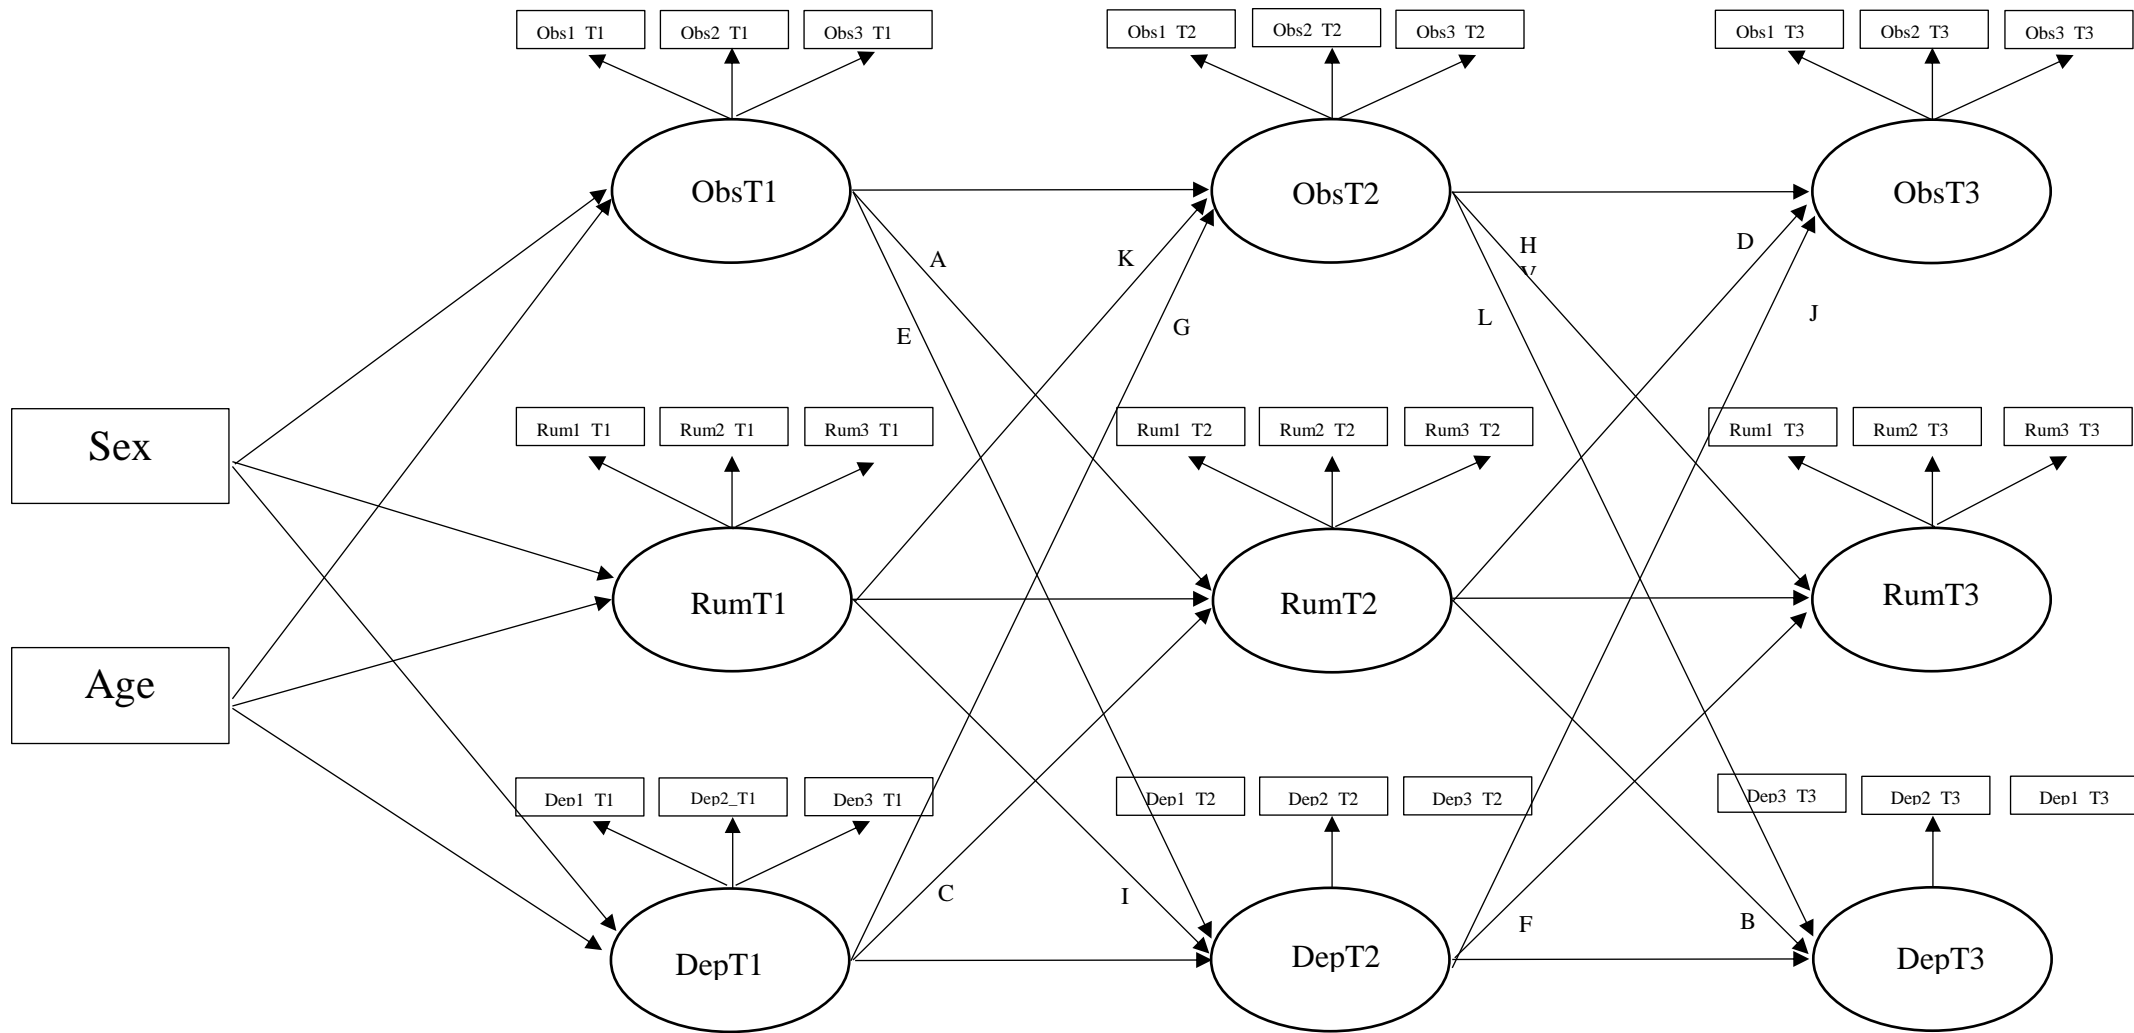 Obs1 T1
Obs2 T1
Obs3 T1
Obs1 T2
Obs2 T2
Obs3 T2
Obs1 T3
Obs2 T3
Obs3 T3
ObsT1
ObsT2
ObsT3
A
K
H
V
D
E
G
L
J
Sex
Rum1 T1
Rum2 T1
Rum3 T1
Rum1 T2
Rum2 T2
Rum3 T2
Rum1 T3
Rum2 T3
Rum3 T3
RumT1
RumT2
RumT3
Age
Dep1 T1
Dep2_T1
Dep3 T1
Dep1 T2
Dep2 T2
Dep3 T2
Dep3 T3
Dep2 T3
Dep1 T3
C
I
F
B
DepT1
DepT2
DepT3